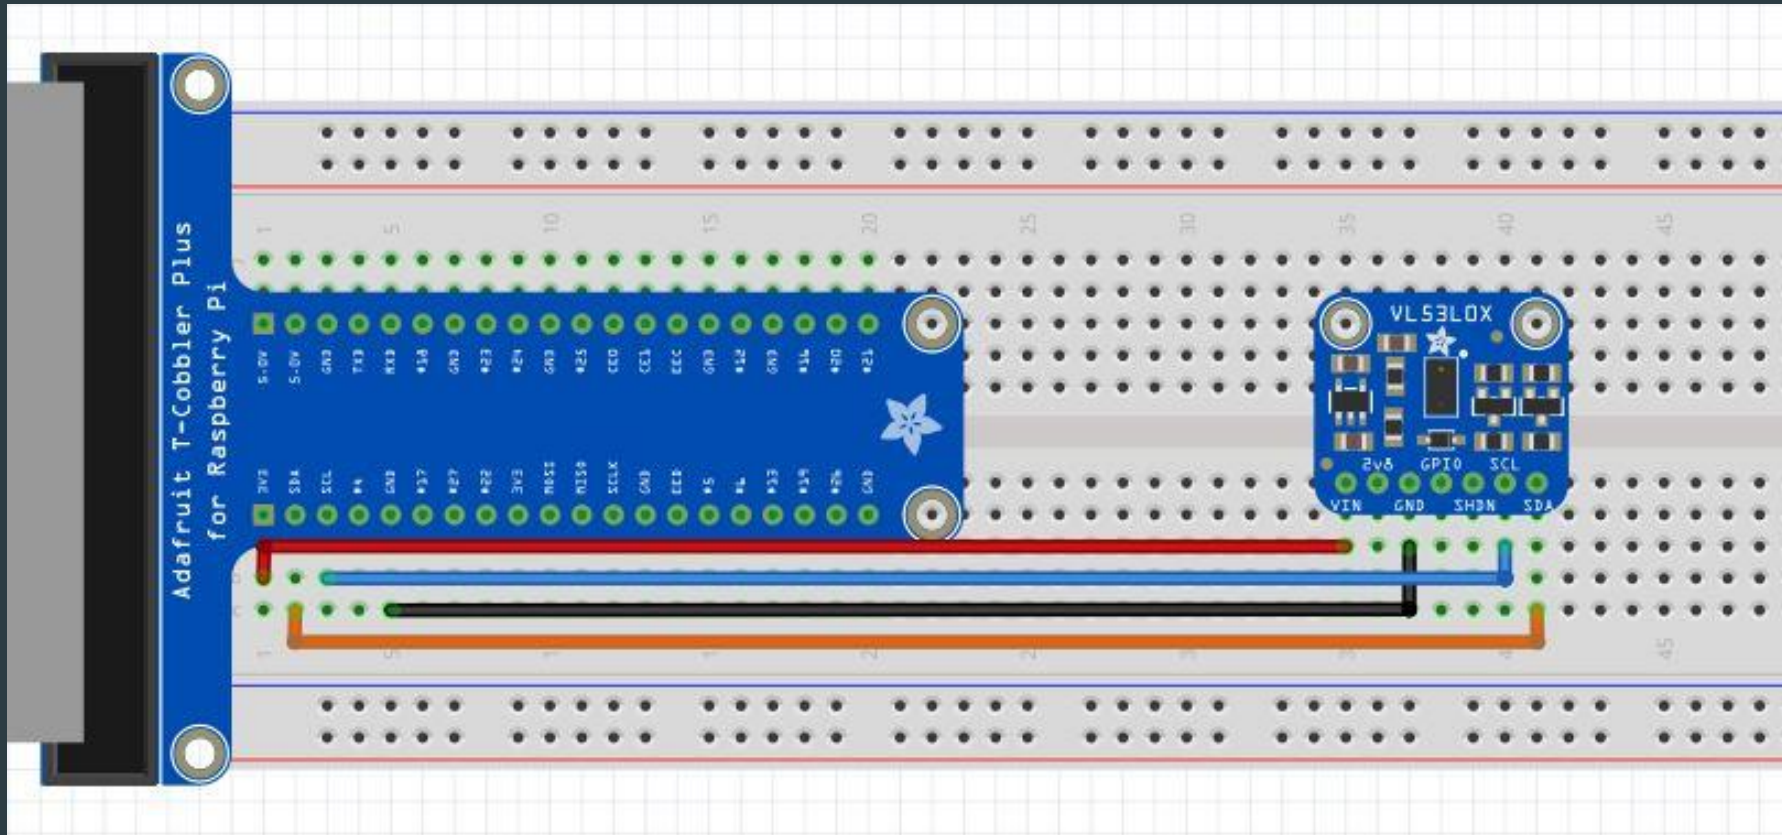 Adafruit T-Cobbler Plus
for Raspberry Pi
1 5 10 15 20 25 30 35 40 45
5.0V 5.0V GND TXD RXD #18 GND #23 #24 GND #25 CE0 CE1 GND #12 GND #16 #20 #21
3V3 SDA SCL #4 GND #17 #27 #22 3V3 MOSI MISO SCLK GND #5 #6 #13 #19 #26 GND
VL53L0X
2v8 GPIO SCL
VIN GND SHDN SDA
1 5 45